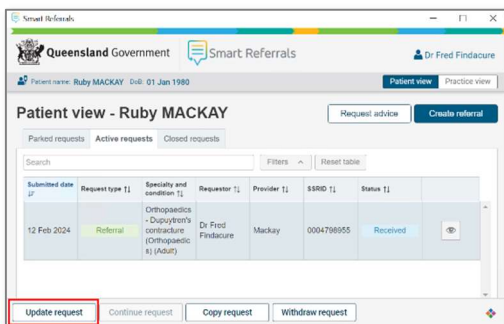 Smart Referrals
Queensland Government
Smart Referrals
Dr Fred Findacure
Patient name: Ruby MACKAY DoB: 01 Jan 1980
Patient view
Practice view
Patient view - Ruby MACKAY
Request advice
Create referral
Parked requests
Active requests
Closed requests
Search
Filters
Reset table
Submitted date
Request type
Specialty and
condition
Requestor
Provider
SSRID
Status
12 Feb 2024
Referral
Orthopaedics
- Dupuytren's
contracture
(Orthopaedic
s) (Adult)
Dr Fred
Findacure
Mackay
0004798955
Received
Update request
Continue request
Copy request
Withdraw request